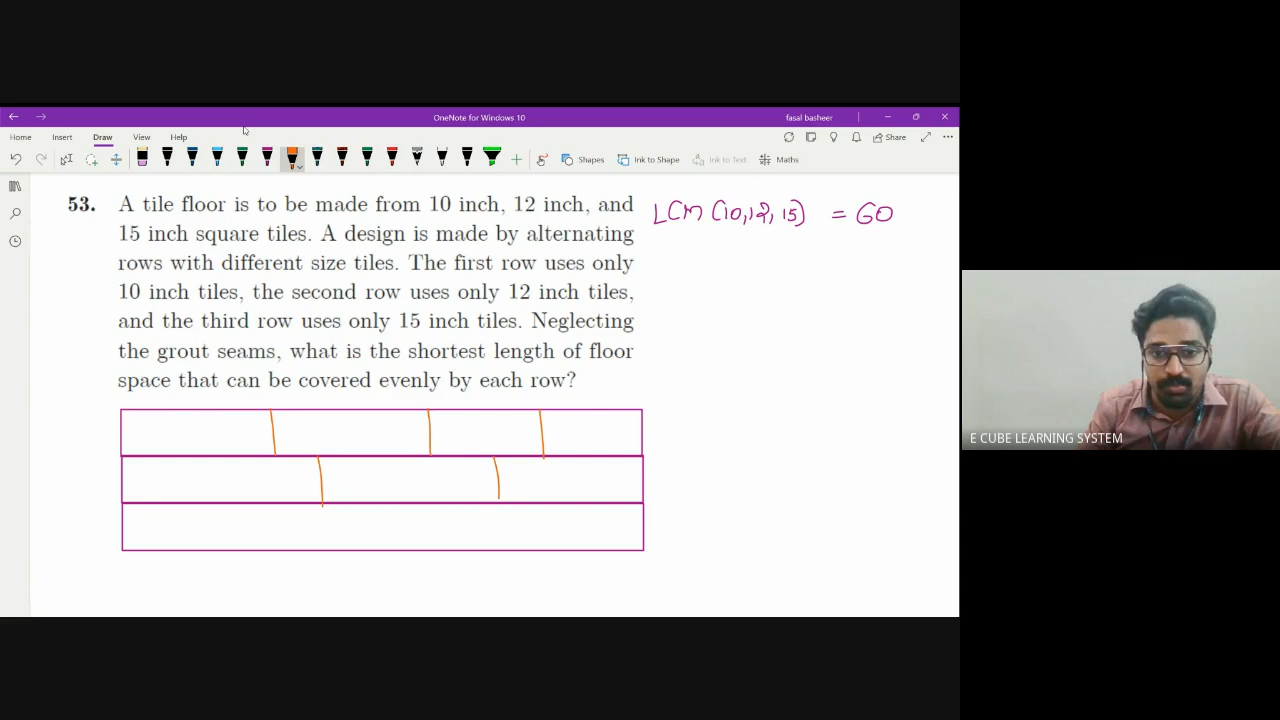 OneNote for Windows 10
fasal basheer
Home Insert Draw View Help
Share
Shapes Ink to Shape Ink to Text Maths
53. A tile floor is to be made from 10 inch, 12 inch, and
15 inch square tiles. A design is made by alternating
rows with different size tiles. The first row uses only
10 inch tiles, the second row uses only 12 inch tiles,
and the third row uses only 15 inch tiles. Neglecting
the grout seams, what is the shortest length of floor
space that can be covered evenly by each row?
LCM (10,12,15) = 60
E CUBE LEARNING SYSTEM